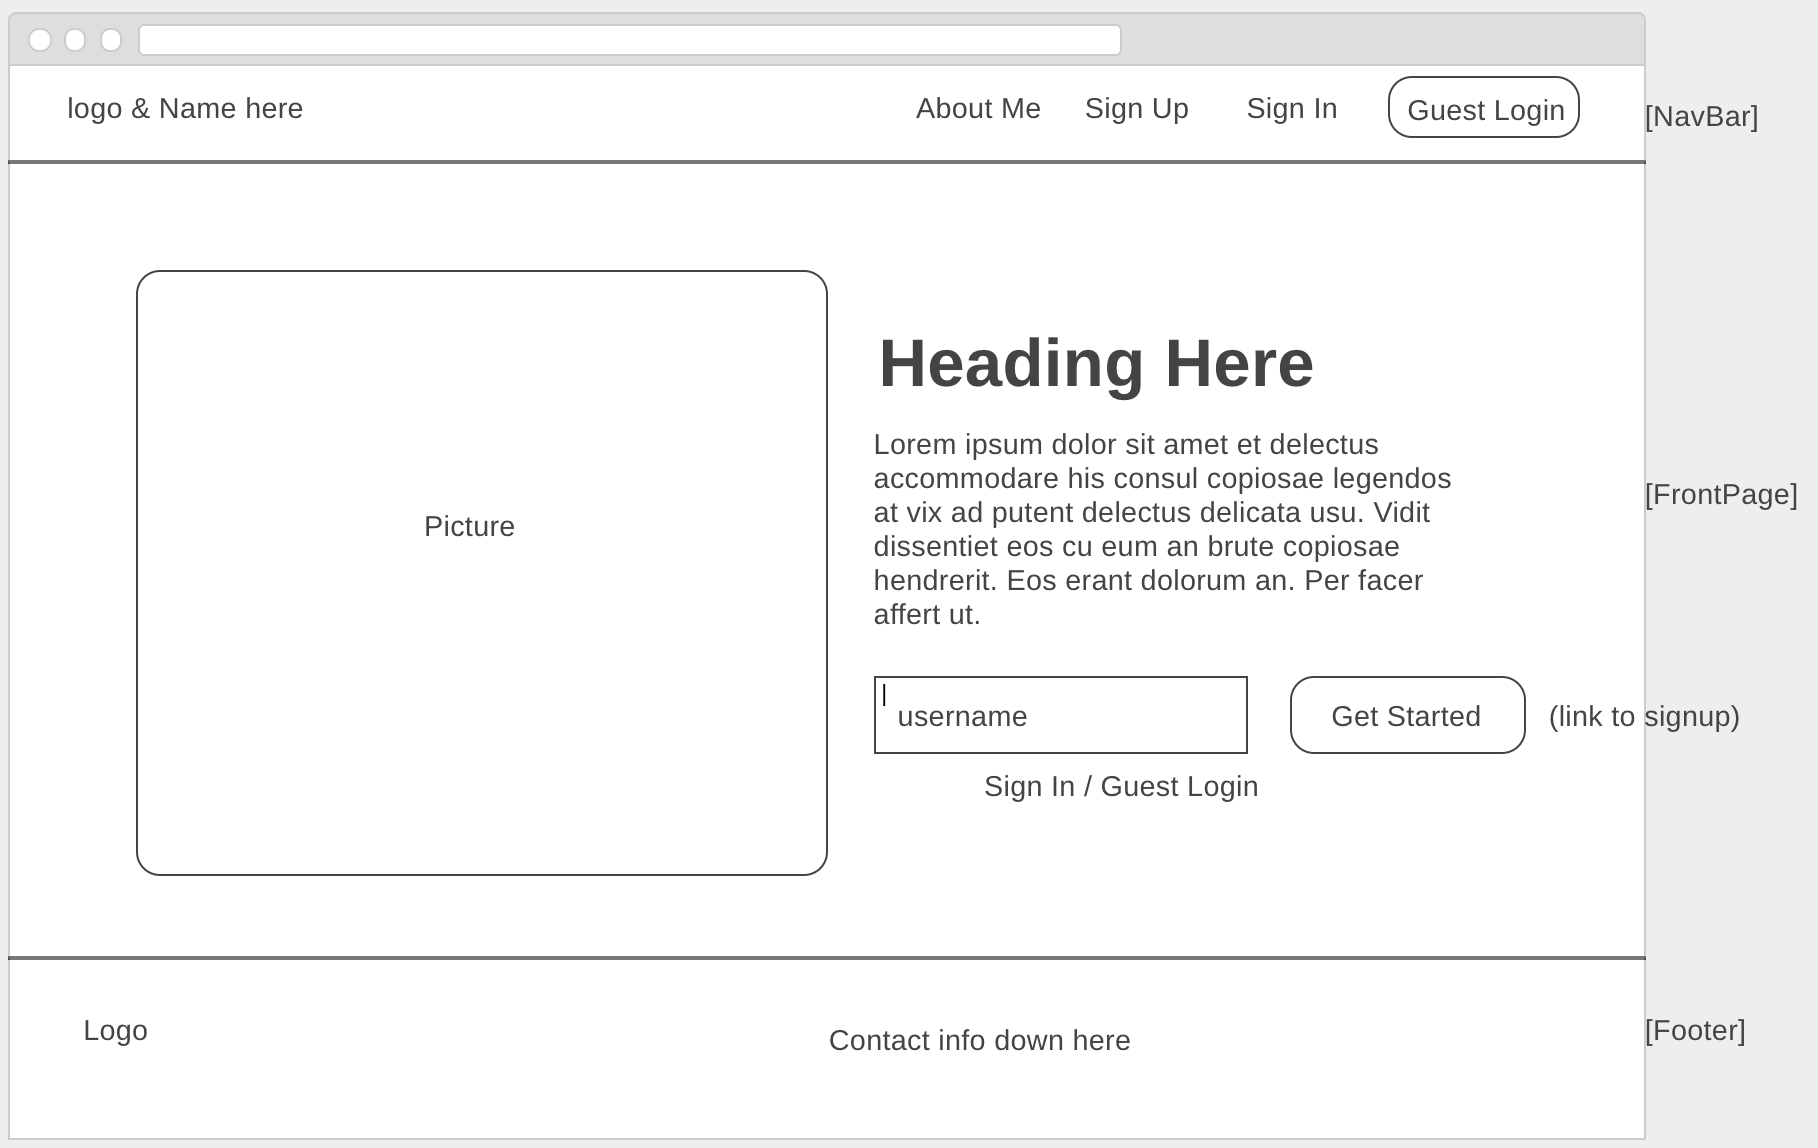 logo & Name here
About Me
Sign Up
Sign In
Guest Login
[NavBar]
Picture
Heading Here
Lorem ipsum dolor sit amet et delectus
accommodare his consul copiosae legendos
at vix ad putent delectus delicata usu. Vidit
dissentiet eos cu eum an brute copiosae
hendrerit. Eos erant dolorum an. Per facer
affert ut.
[FrontPage]
username
Get Started
(link to signup)
Sign In / Guest Login
Logo
Contact info down here
[Footer]